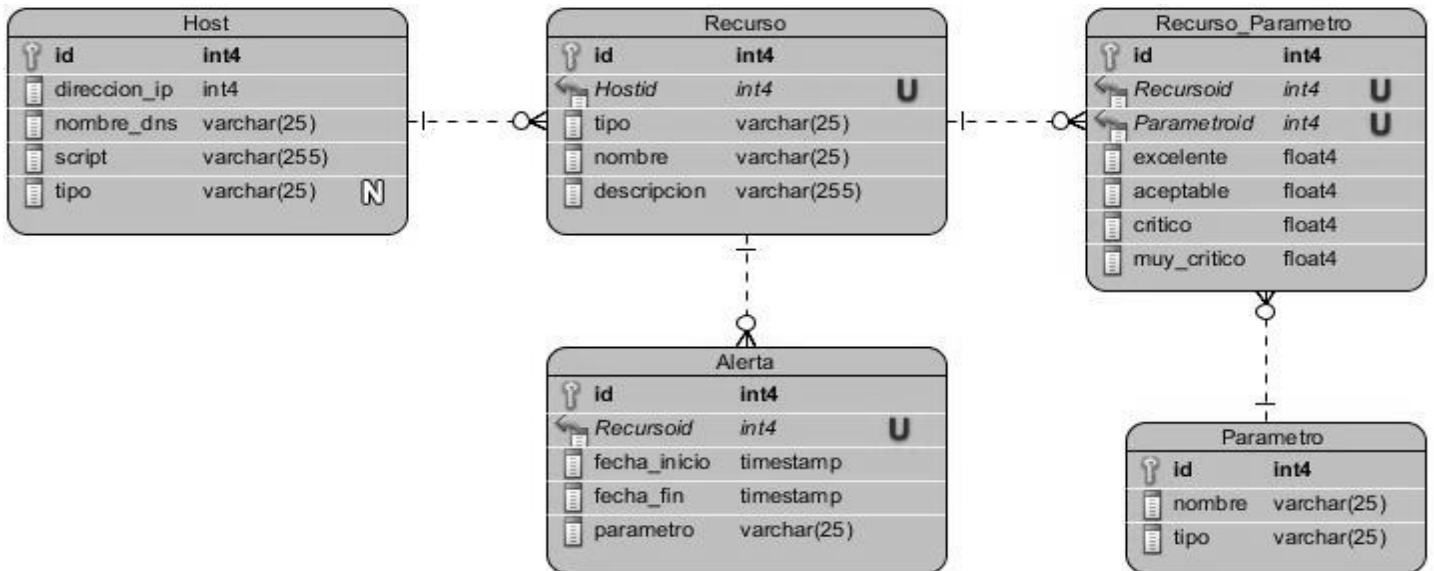 Host
id int4
direccion_ip int4
nombre_dns varchar(25)
script varchar(255)
tipo varchar(25) N
Recurso
id int4
Hostid int4 U
tipo varchar(25)
nombre varchar(25)
descripcion varchar(255)
Recurso_Parametro
id int4
Recursoid int4 U
Parametroid int4 U
excelente float4
aceptable float4
critico float4
muy_critico float4
Alerta
id int4
Recursoid int4 U
fecha_inicio timestamp
fecha_fin timestamp
parametro varchar(25)
Parametro
id int4
nombre varchar(25)
tipo varchar(25)